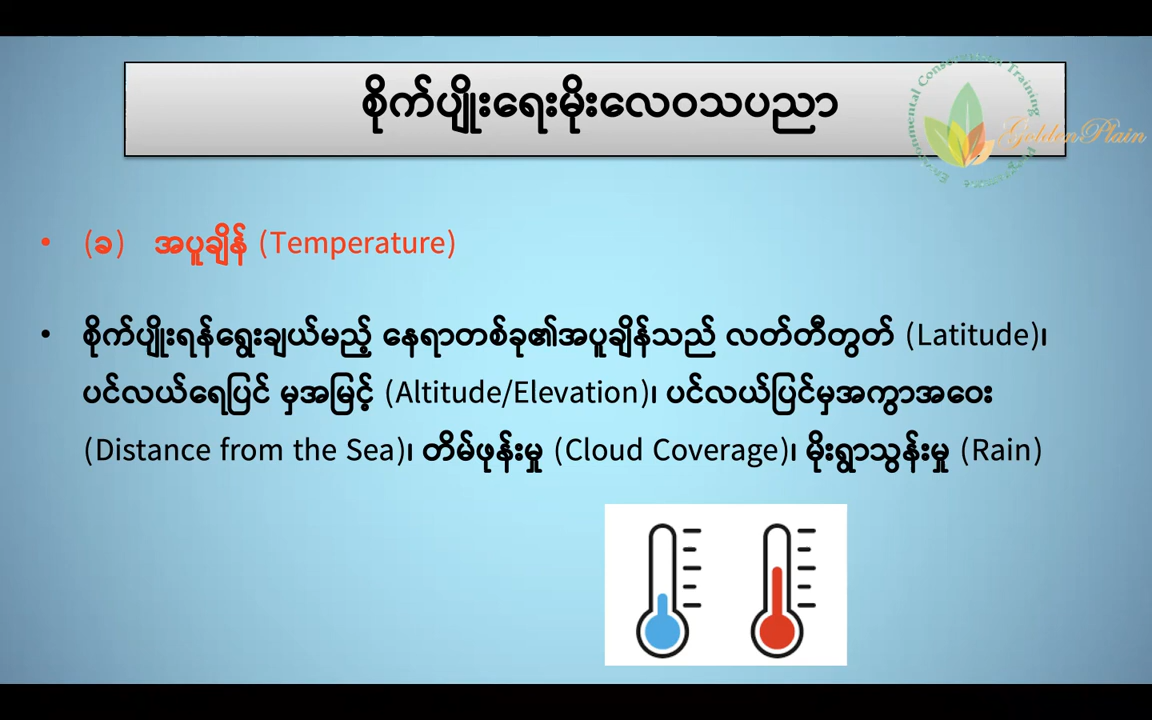 စိုက်ပျိုးရေးမိုးလေဝသပညာ
Environmental Conservation Training Programme
Golden Plain
• (ခ) အပူချိန် (Temperature)
• စိုက်ပျိုးရန်ရွေးချယ်မည့် နေရာတစ်ခု၏အပူချိန်သည် လတ်တီတွတ် (Latitude)၊
ပင်လယ်ရေပြင် မှအမြင့် (Altitude/Elevation)၊ ပင်လယ်ပြင်မှအကွာအဝေး
(Distance from the Sea)၊ တိမ်ဖုန်းမှု (Cloud Coverage)၊ မိုးရွာသွန်းမှု (Rain)